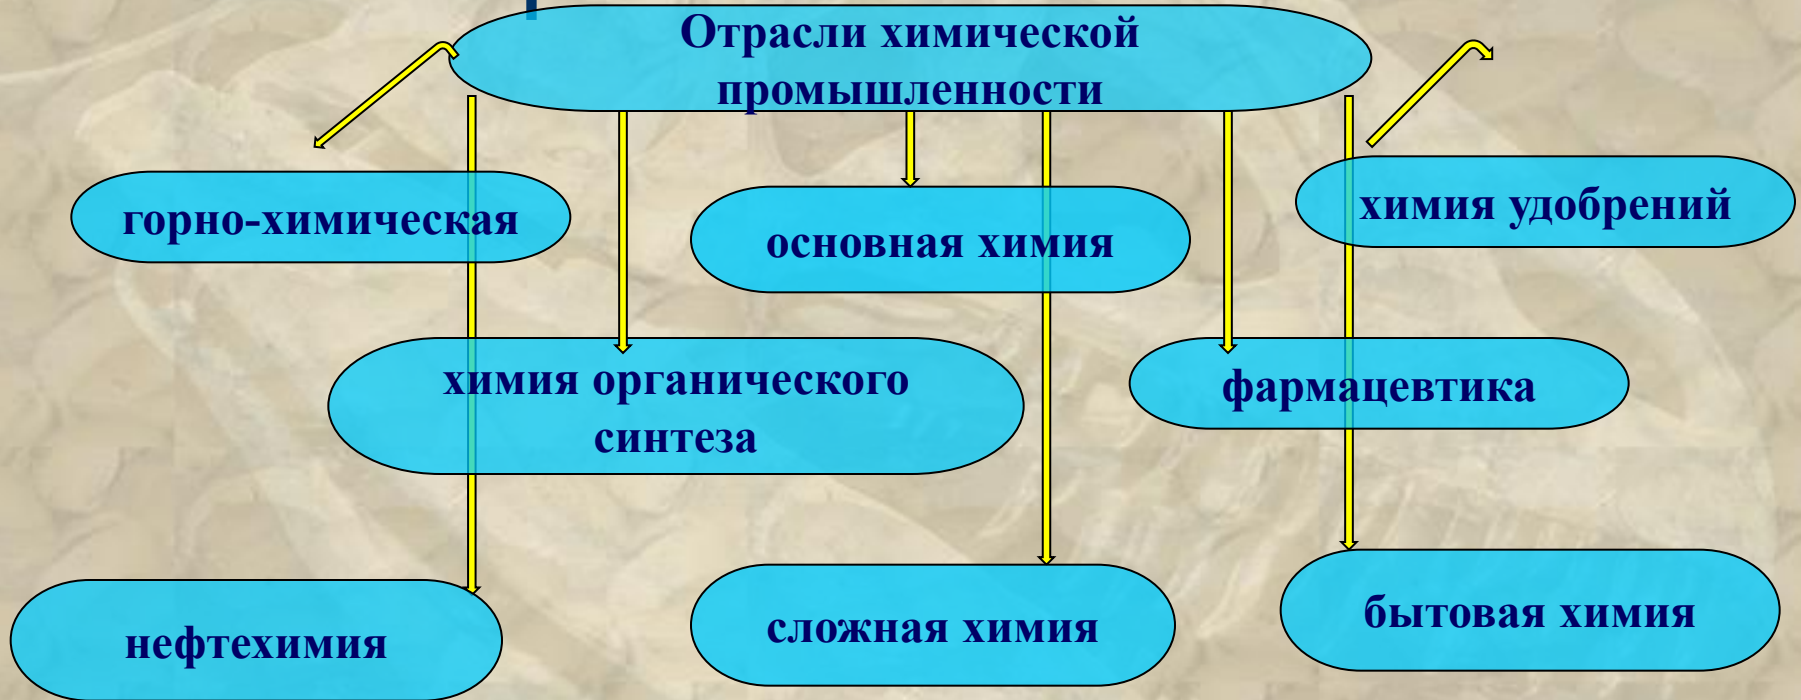 Отрасли химической
промышленности
горно-химическая
основная химия
химия удобрений
химия органического
синтеза
фармацевтика
нефтехимия
сложная химия
бытовая химия